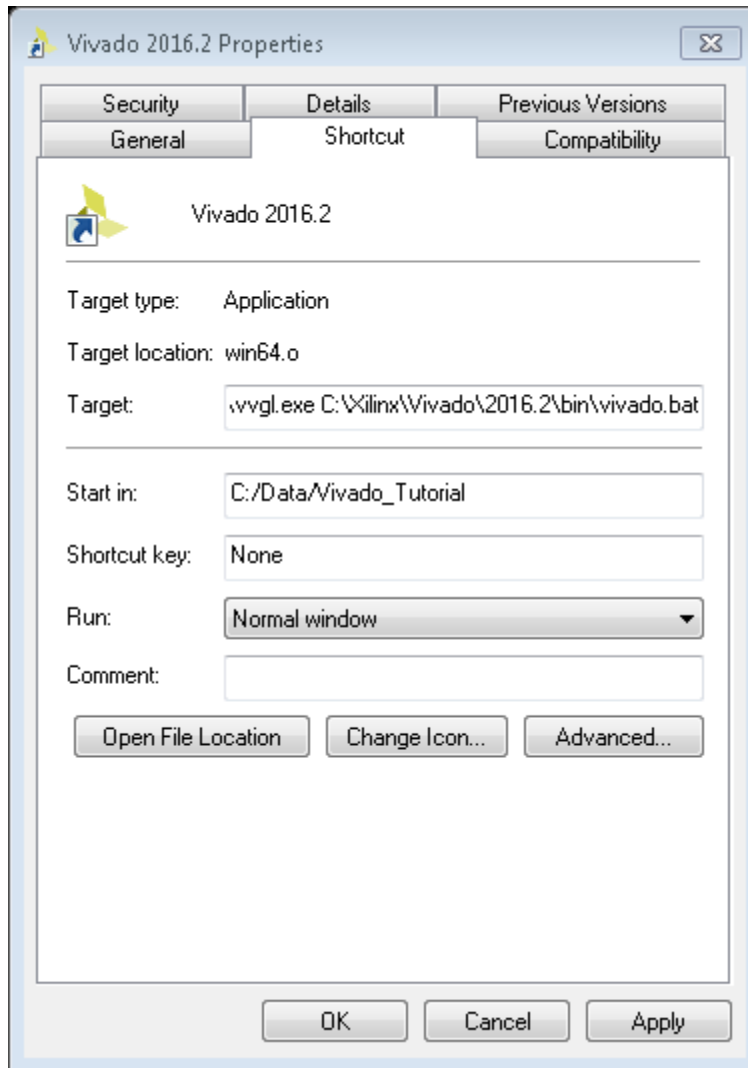 Vivado 2016.2 Properties
Security Details Previous Versions
General Shortcut Compatibility
Vivado 2016.2
Target type: Application
Target location: win64.o
Target: \vvgl.exe C:\Xilinx\Vivado\2016.2\bin\vivado.bat
Start in: C:/Data/Vivado_Tutorial
Shortcut key: None
Run: Normal window
Comment:
Open File Location Change Icon... Advanced...
OK Cancel Apply